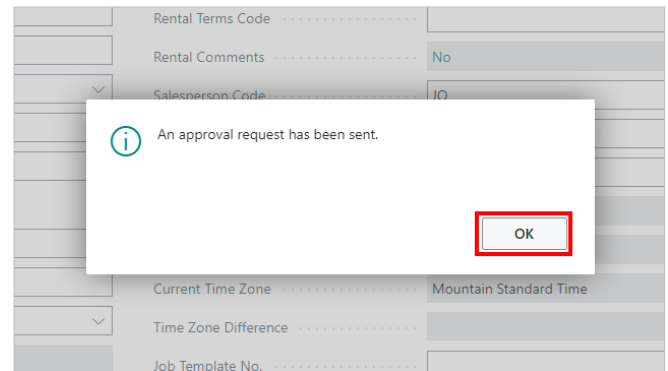 Rental Terms Code
Rental Comments No
Salesperson Code JO
An approval request has been sent.
OK
Current Time Zone Mountain Standard Time
Time Zone Difference
Job Template No.